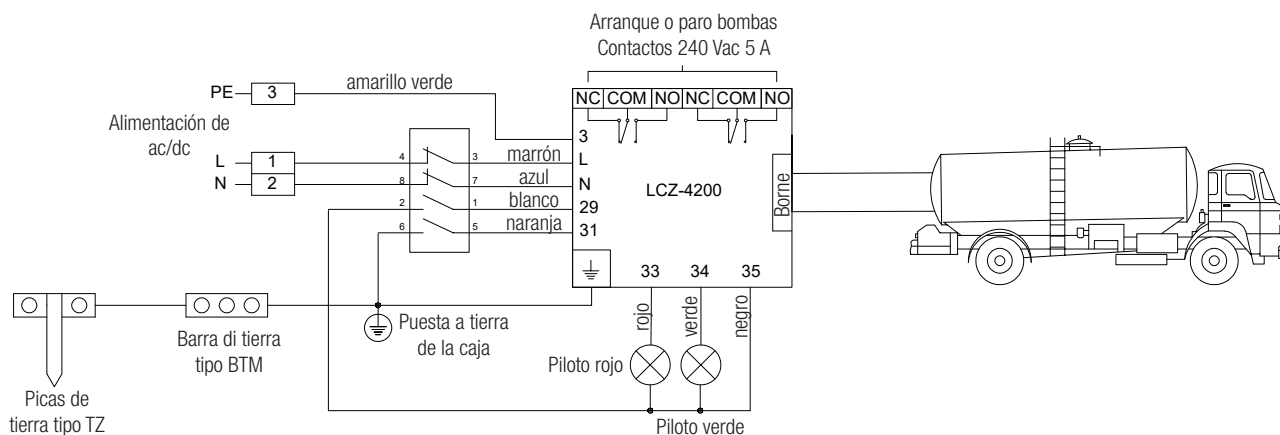 Arranque o paro bombas
Contactos 240 Vac 5 A
NC COM NO NC COM NO
PE 3 amarillo verde
3
Alimentación de
ac/dc
L 1 4 3 marrón L
N 2 8 7 azul N
2 1 blanco 29
6 5 naranja 31
LCZ-4200
Borne
33 34 35
rojo verde negro
Puesta a tierra
de la caja
Barra di tierra
tipo BTM
Picas de
tierra tipo TZ
Piloto rojo
Piloto verde